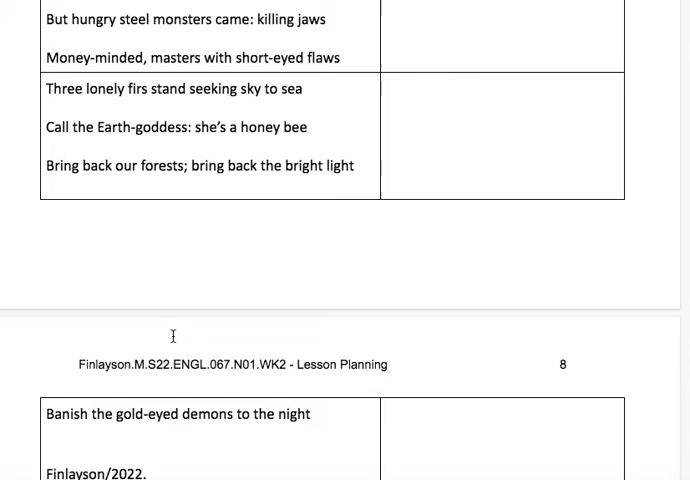 But hungry steel monsters came: killing jaws
Money-minded, masters with short-eyed flaws
Three lonely firs stand seeking sky to sea
Call the Earth-goddess: she’s a honey bee
Bring back our forests; bring back the bright light
Finlayson.M.S22.ENGL.067.N01.WK2 - Lesson Planning 8
Banish the gold-eyed demons to the night
Finlayson/2022.